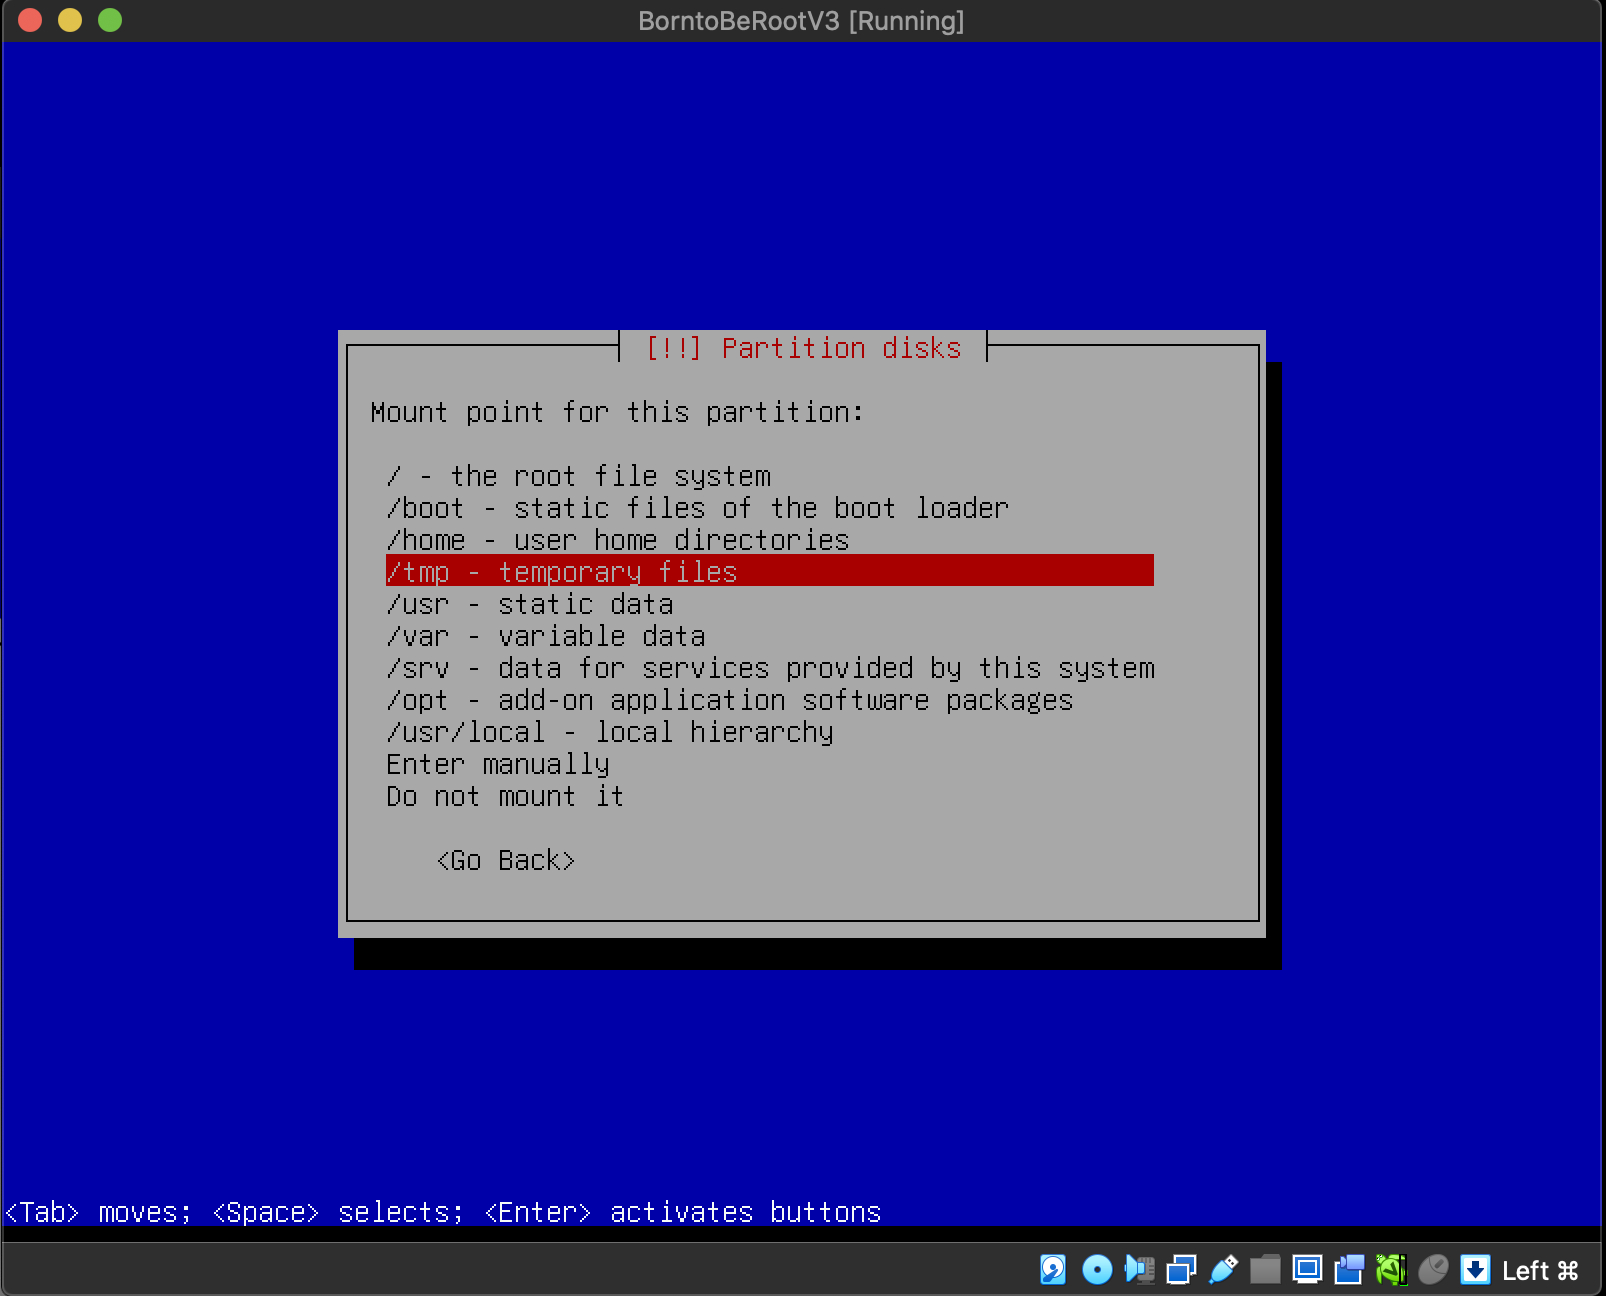 BorntoBeRootV3 [Running]
[!!] Partition disks
Mount point for this partition:
/ - the root file system
/boot - static files of the boot loader
/home - user home directories
/tmp - temporary files
/usr - static data
/var - variable data
/srv - data for services provided by this system
/opt - add-on application software packages
/usr/local - local hierarchy
Enter manually
Do not mount it
<Go Back>
<Tab> moves; <Space> selects; <Enter> activates buttons
Left ⌘